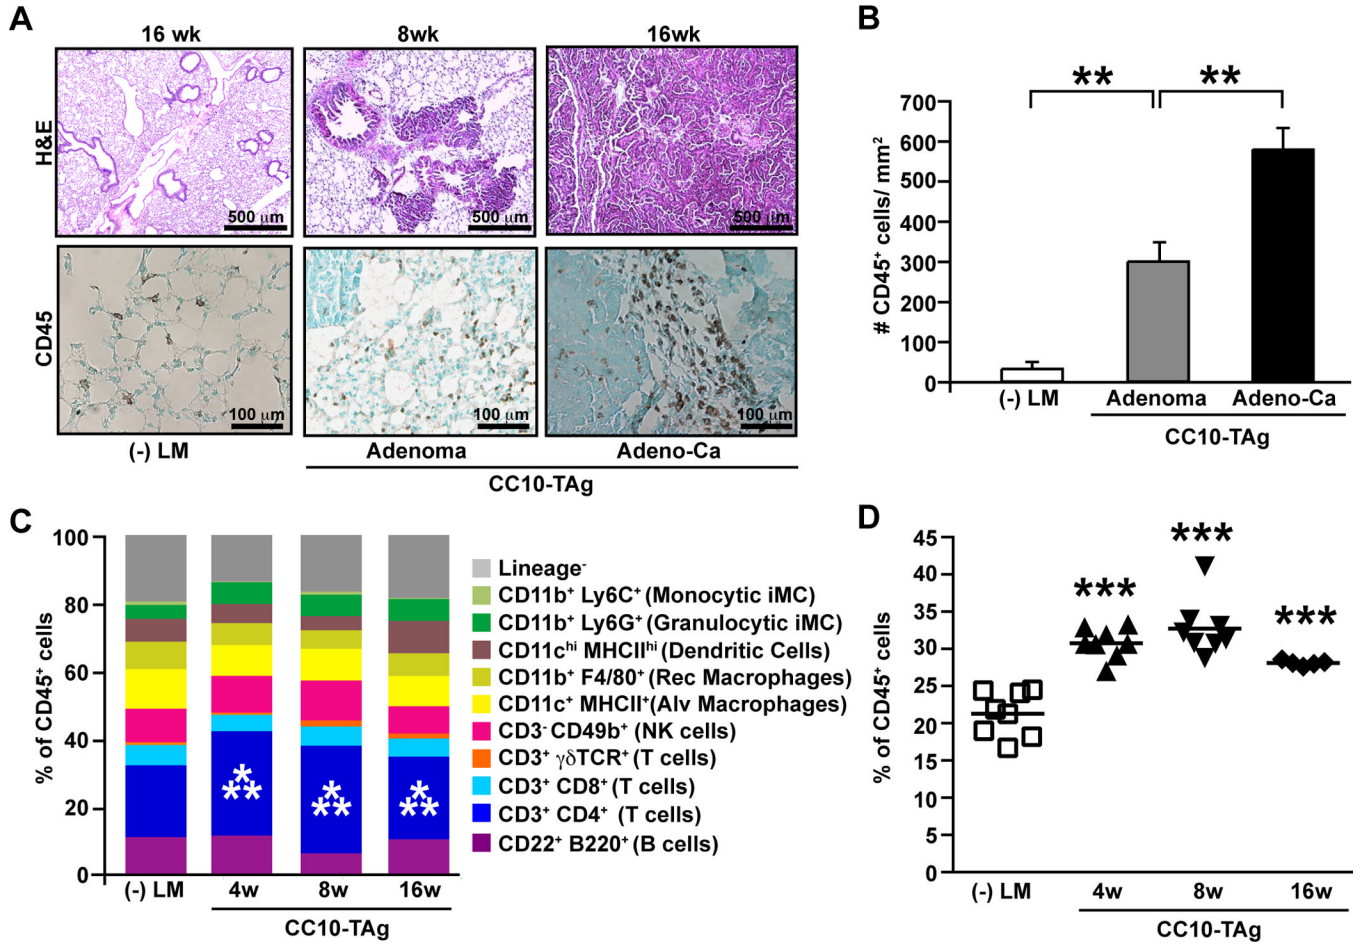 A
16 wk
8wk
16wk
H&E
500 µm
500 µm
500 µm
CD45
100 µm
100 µm
100 µm
(-) LM
Adenoma
Adeno-Ca
CC10-TAg
B
# CD45⁺ cells/ mm²
700
600
500
400
300
200
100
0
**
**
(-) LM
Adenoma
Adeno-Ca
CC10-TAg
C
% of CD45⁺ cells
100
80
60
40
20
0
***
***
***
(-) LM
4w
8w
16w
CC10-TAg
Lineage⁻
CD11b⁺ Ly6C⁺ (Monocytic iMC)
CD11b⁺ Ly6G⁺ (Granulocytic iMC)
CD11cʰⁱ MHCIIʰⁱ (Dendritic Cells)
CD11b⁺ F4/80⁺ (Rec Macrophages)
CD11c⁺ MHCII⁺(Alv Macrophages)
CD3⁻ CD49b⁺ (NK cells)
CD3⁺ γδTCR⁺ (T cells)
CD3⁺ CD8⁺ (T cells)
CD3⁺ CD4⁺ (T cells)
CD22⁺ B220⁺ (B cells)
D
% of CD45⁺ cells
45
40
35
30
25
20
15
10
5
0
***
***
***
(-) LM
4w
8w
16w
CC10-TAg